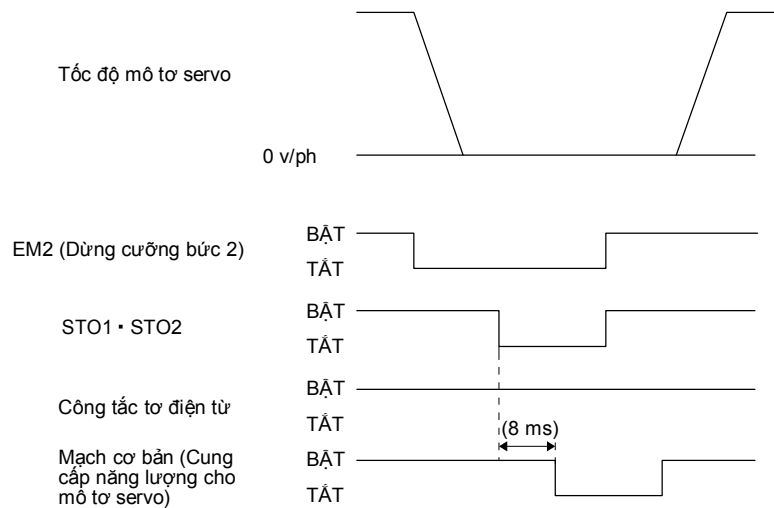 Tốc độ mô tơ servo
0 v/ph
EM2 (Dừng cưỡng bức 2)
BẬT
TẮT
STO1・STO2
BẬT
TẮT
Công tắc tơ điện từ
BẬT
TẮT
(8 ms)
Mạch cơ bản (Cung
cấp năng lượng cho
mô tơ servo)
BẬT
TẮT